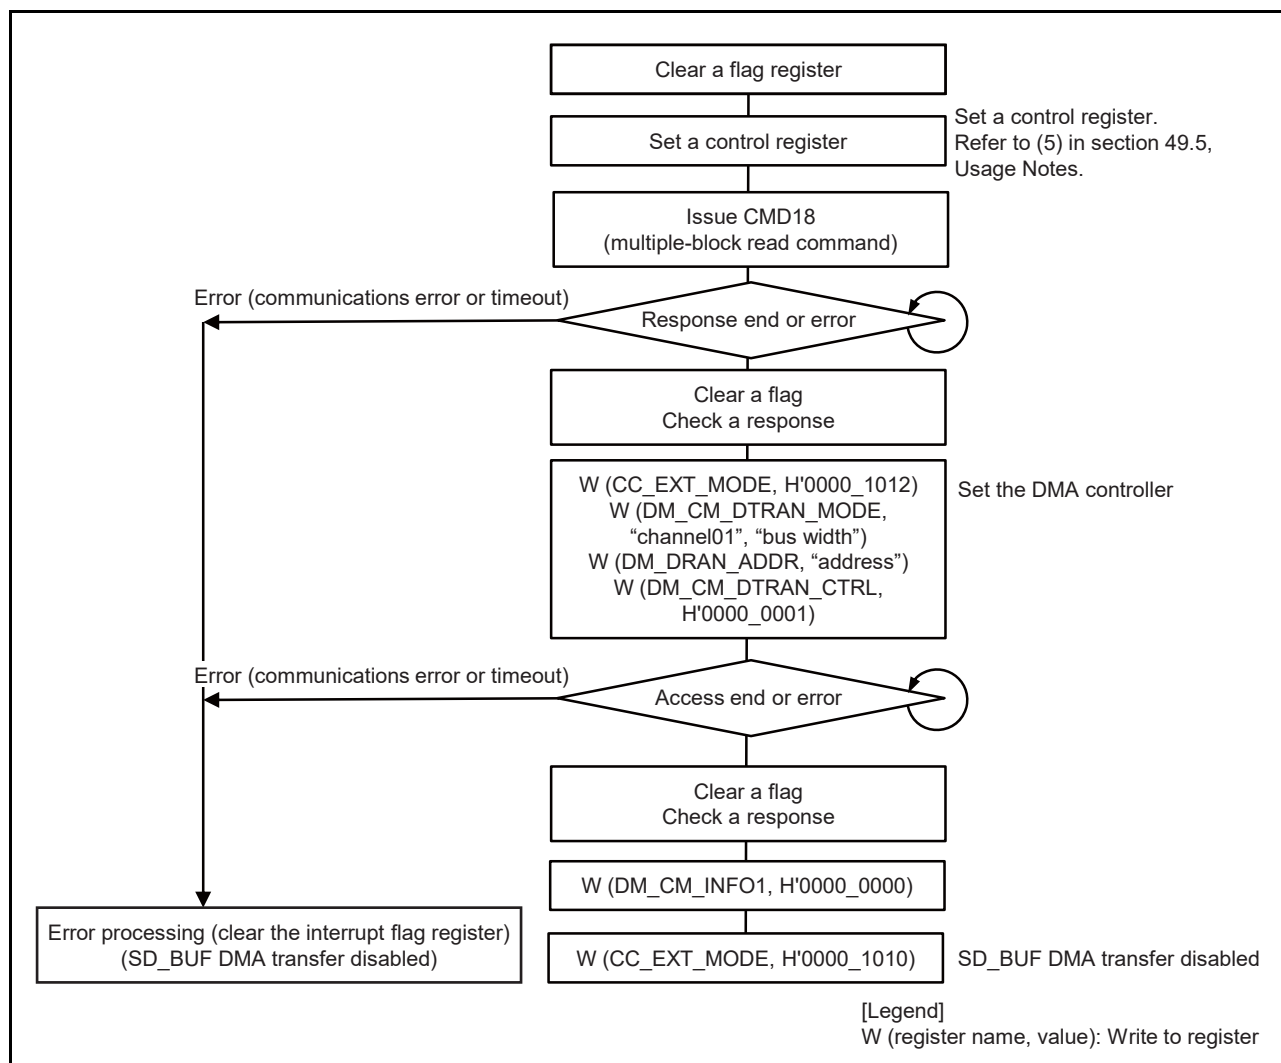 Clear a flag register
Set a control register
Set a control register.
Refer to (5) in section 49.5,
Usage Notes.
Issue CMD18
(multiple-block read command)
Error (communications error or timeout)
Response end or error
Clear a flag
Check a response
W (CC_EXT_MODE, H'0000_1012)
W (DM_CM_DTRAN_MODE,
“channel01”, “bus width”)
W (DM_DRAN_ADDR, “address”)
W (DM_CM_DTRAN_CTRL,
H'0000_0001)
Set the DMA controller
Error (communications error or timeout)
Access end or error
Clear a flag
Check a response
W (DM_CM_INFO1, H'0000_0000)
Error processing (clear the interrupt flag register)
(SD_BUF DMA transfer disabled)
W (CC_EXT_MODE, H'0000_1010)
SD_BUF DMA transfer disabled
[Legend]
W (register name, value): Write to register